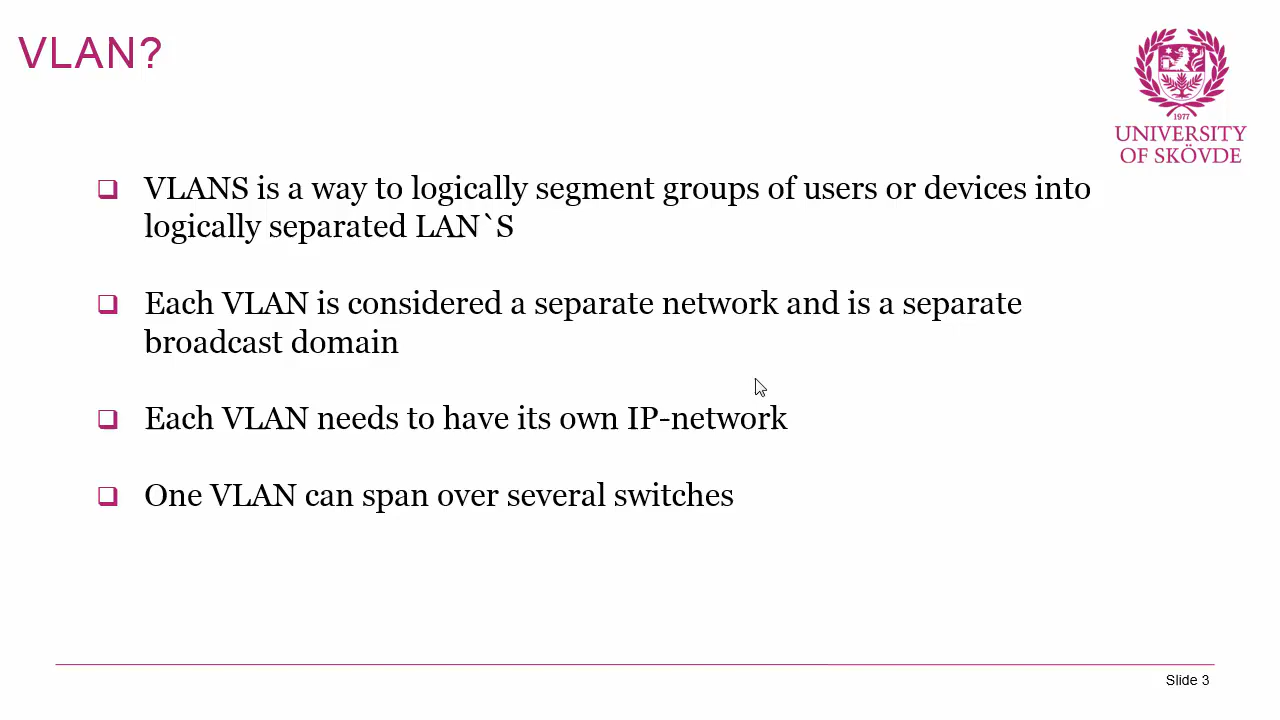 VLAN?
1977
UNIVERSITY
OF SKÖVDE
VLANS is a way to logically segment groups of users or devices into
logically separated LAN`S
Each VLAN is considered a separate network and is a separate
broadcast domain
Each VLAN needs to have its own IP-network
One VLAN can span over several switches
Slide 3